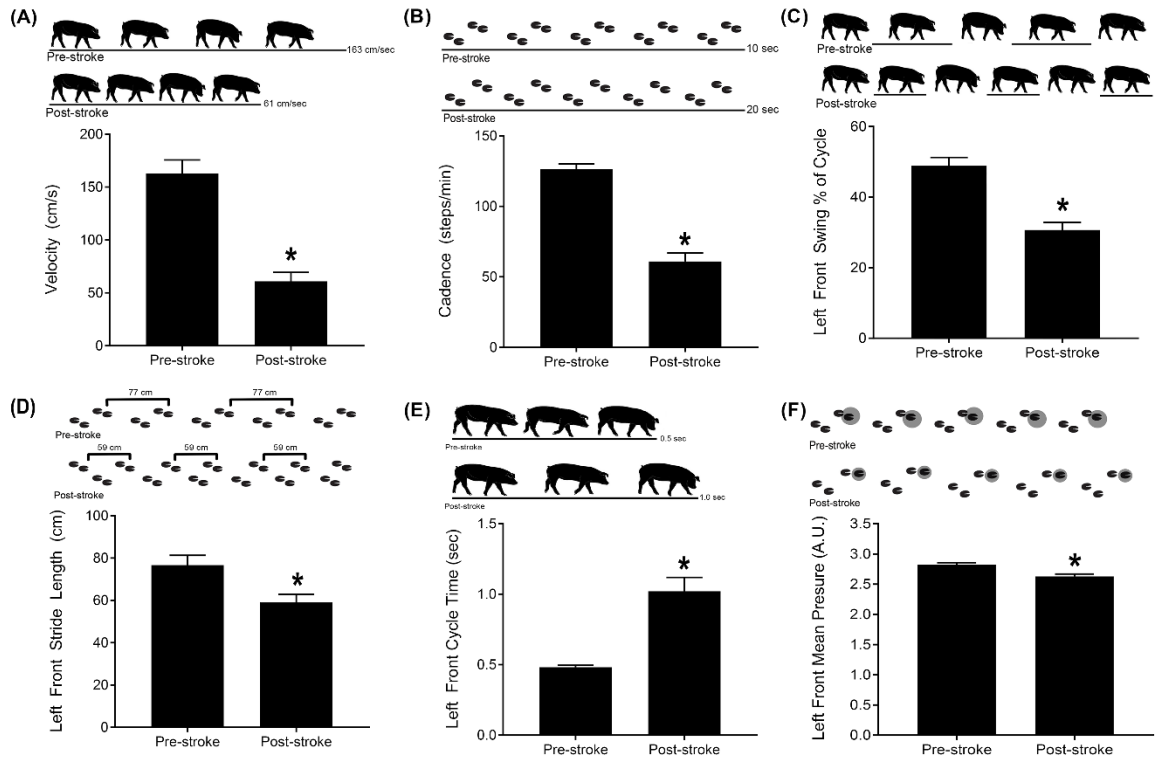 (A)
163 cm/sec
Pre-stroke
61 cm/sec
Post-stroke
Velocity (cm/s)
200
150
100
50
0
*
Pre-stroke Post-stroke
(B)
10 sec
Pre-stroke
20 sec
Post-stroke
Cadence (steps/min)
150
100
50
0
*
Pre-stroke Post-stroke
(C)
Pre-stroke
Post-stroke
Left Front Swing % of Cycle
60
40
20
0
*
Pre-stroke Post-stroke
(D)
77 cm 77 cm
Pre-stroke
59 cm 59 cm 59 cm
Post-stroke
Left Front Stride Length (cm)
100
80
60
40
20
0
*
Pre-stroke Post-stroke
(E)
0.5 sec
Pre-stroke
1.0 sec
Post-stroke
Left Front Cycle Time (sec)
1.5
1.0
0.5
0.0
*
Pre-stroke Post-stroke
(F)
Pre-stroke
Post-stroke
Left Front Mean Presure (A.U.)
3.5
3.0
2.5
2.0
1.5
1.0
0.5
0.0
*
Pre-stroke Post-stroke